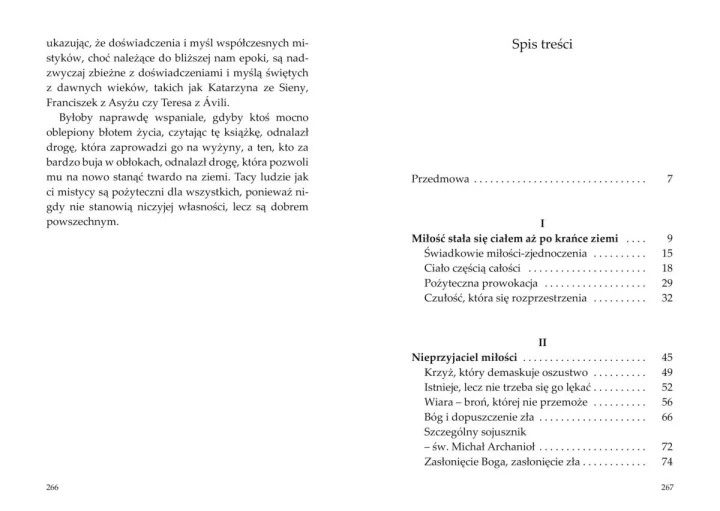 ukazując, że doświadczenia i myśl współczesnych mi-
styków, choć należące do bliższej nam epoki, są nad-
zwyczaj zbieżne z doświadczeniami i myślą świętych
z dawnych wieków, takich jak Katarzyna ze Sieny,
Franciszek z Asyżu czy Teresa z Ávili.
Byłoby naprawdę wspaniale, gdyby ktoś mocno
oblepiony błotem życia, czytając tę książkę, odnalazł
drogę, która zaprowadzi go na wyżyny, a ten, kto za
bardzo buja w obłokach, odnalazł drogę, która pozwoli
mu na nowo stanąć twardo na ziemi. Tacy ludzie jak
ci mistycy są pożyteczni dla wszystkich, ponieważ ni-
gdy nie stanowią niczyjej własności, lecz są dobrem
powszechnym.
266
Spis treści
Przedmowa ................................ 7
I
Miłość stała się ciałem aż po krańce ziemi .... 9
Świadkowie miłości-zjednoczenia .......... 15
Ciało częścią całości ...................... 18
Pożyteczna prowokacja ................... 29
Czułość, która się rozprzestrzenia .......... 32
II
Nieprzyjaciel miłości ....................... 45
Krzyż, który demaskuje oszustwo .......... 49
Istnieje, lecz nie trzeba się go lękać .......... 52
Wiara – broń, której nie przemoże .......... 56
Bóg i dopuszczenie zła .................... 66
Szczególny sojusznik
– św. Michał Archanioł .................... 72
Zasłonięcie Boga, zasłonięcie zła ............ 74
267